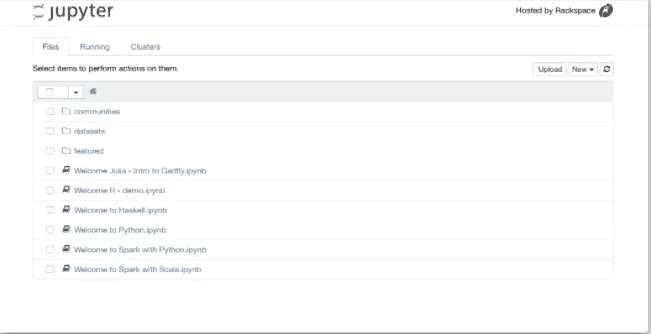 jupyter
Hosted by Rackspace
Files Running Clusters
Select items to perform actions on them.
Upload New
communities
datasets
featured
Welcome Julia - Intro to Gadfly.ipynb
Welcome R - demo.ipynb
Welcome to Haskell.ipynb
Welcome to Python.ipynb
Welcome to Spark with Python.ipynb
Welcome to Spark with Scala.ipynb